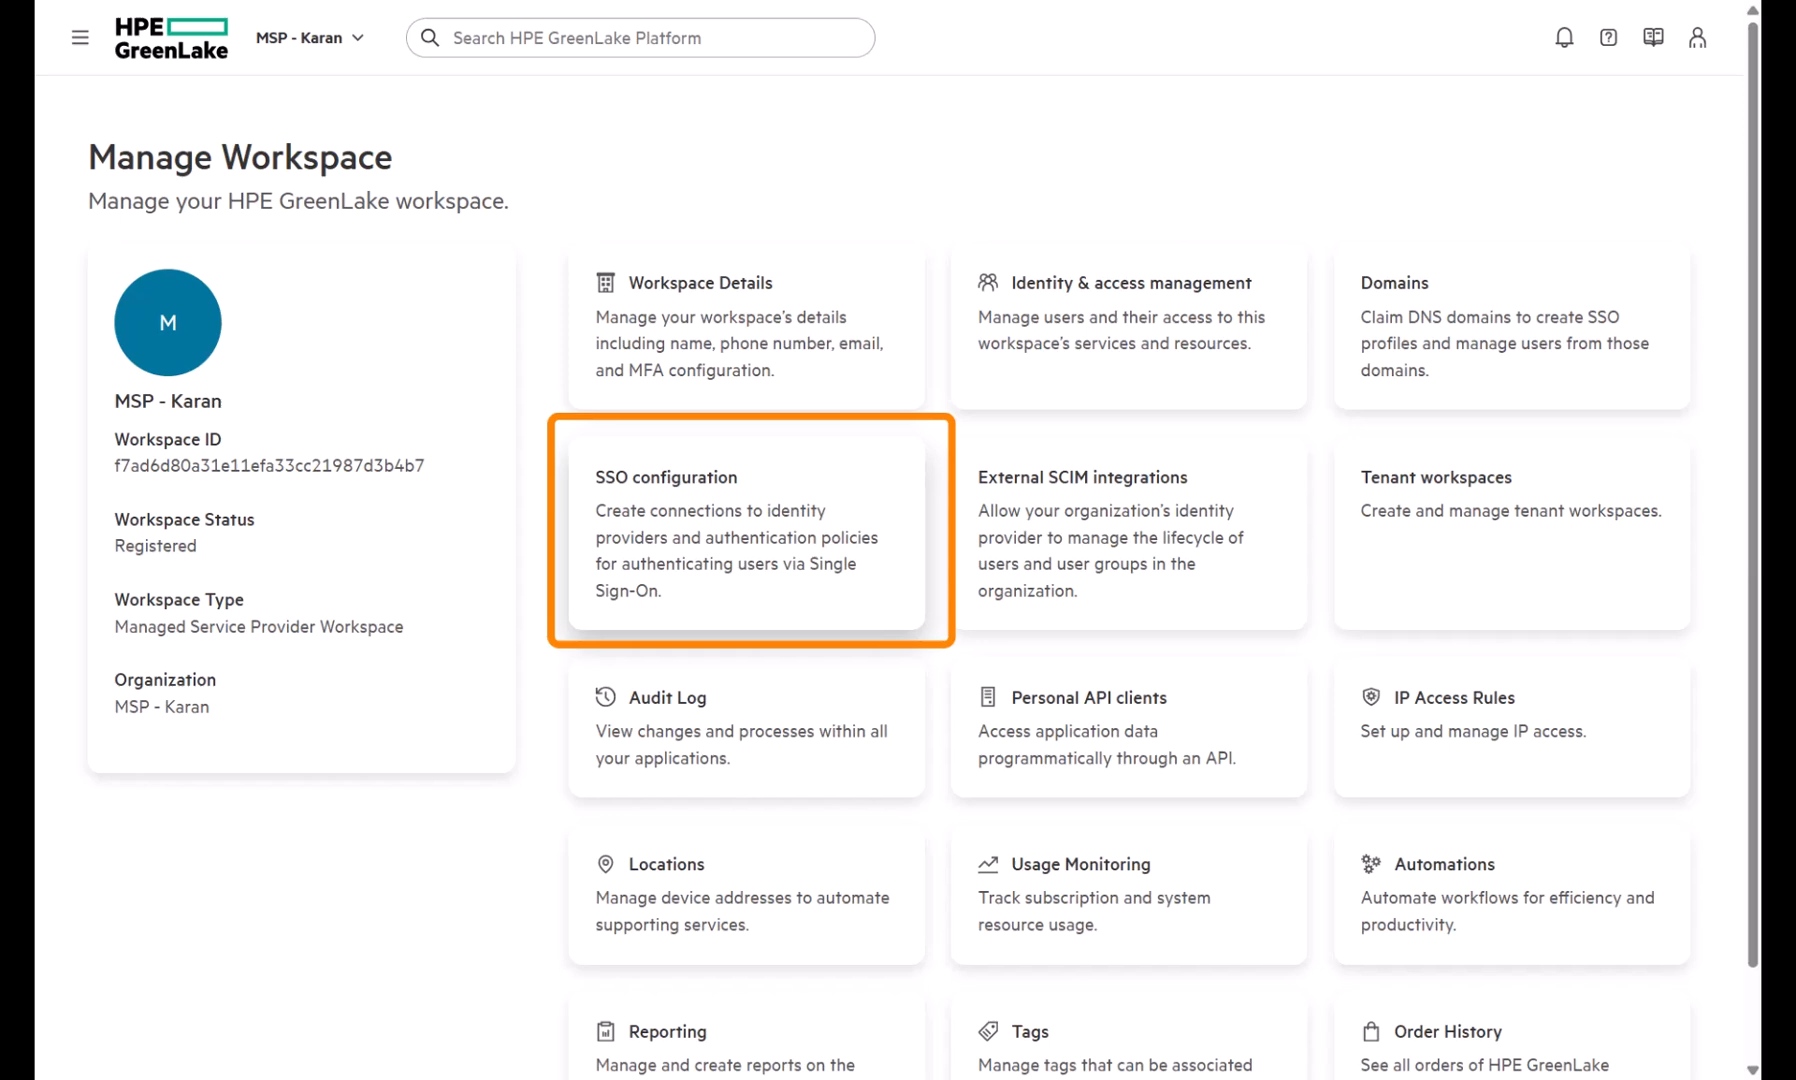 HPE
GreenLake
MSP - Karan
Search HPE GreenLake Platform
Manage Workspace
Manage your HPE GreenLake workspace.
M
MSP - Karan
Workspace ID
f7ad6d80a31e11efa33cc21987d3b4b7
Workspace Status
Registered
Workspace Type
Managed Service Provider Workspace
Organization
MSP - Karan
Workspace Details
Manage your workspace's details
including name, phone number, email,
and MFA configuration.
Identity & access management
Manage users and their access to this
workspace's services and resources.
Domains
Claim DNS domains to create SSO
profiles and manage users from those
domains.
SSO configuration
Create connections to identity
providers and authentication policies
for authenticating users via Single
Sign-On.
External SCIM integrations
Allow your organization's identity
provider to manage the lifecycle of
users and user groups in the
organization.
Tenant workspaces
Create and manage tenant workspaces.
Audit Log
View changes and processes within all
your applications.
Personal API clients
Access application data
programmatically through an API.
IP Access Rules
Set up and manage IP access.
Locations
Manage device addresses to automate
supporting services.
Usage Monitoring
Track subscription and system
resource usage.
Automations
Automate workflows for efficiency and
productivity.
Reporting
Manage and create reports on the
Tags
Manage tags that can be associated
Order History
See all orders of HPE GreenLake